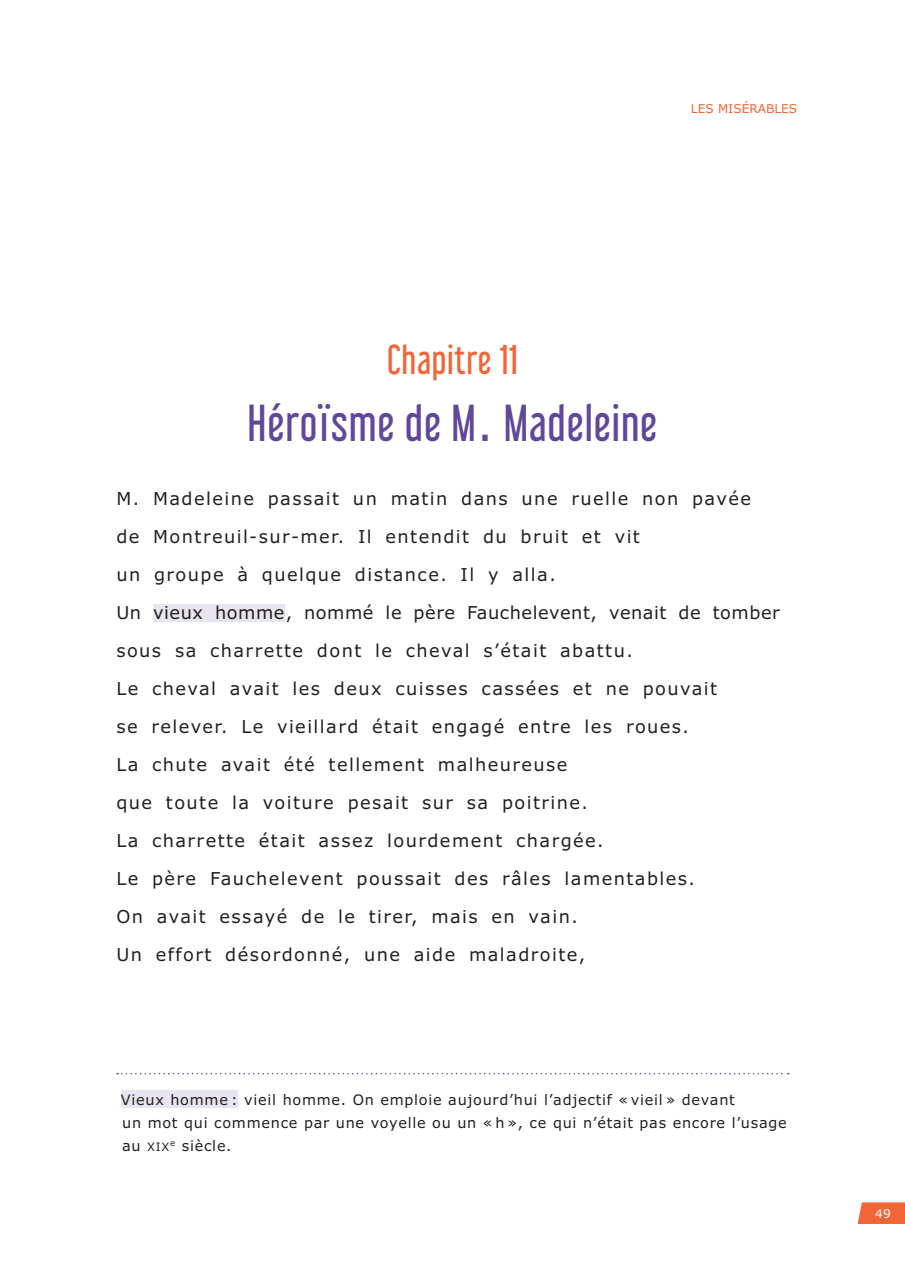 LES MISÉRABLES
Chapitre 11
Héroïsme de M. Madeleine
M. Madeleine passait un matin dans une ruelle non pavée
de Montreuil-sur-mer. Il entendit du bruit et vit
un groupe à quelque distance. Il y alla.
Un vieux homme, nommé le père Fauchelevent, venait de tomber
sous sa charrette dont le cheval s’était abattu.
Le cheval avait les deux cuisses cassées et ne pouvait
se relever. Le vieillard était engagé entre les roues.
La chute avait été tellement malheureuse
que toute la voiture pesait sur sa poitrine.
La charrette était assez lourdement chargée.
Le père Fauchelevent poussait des râles lamentables.
On avait essayé de le tirer, mais en vain.
Un effort désordonné, une aide maladroite,
Vieux homme : vieil homme. On emploie aujourd’hui l’adjectif « vieil » devant
un mot qui commence par une voyelle ou un « h », ce qui n’était pas encore l’usage
au XIXe siècle.
49